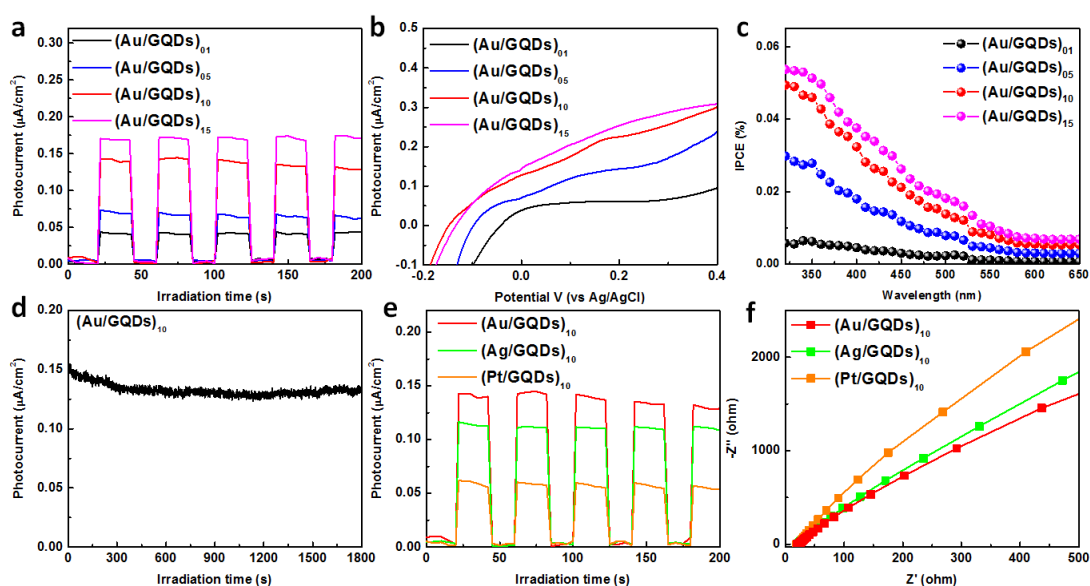 a
(Au/GQDs)₀₁
(Au/GQDs)₀₅
(Au/GQDs)₁₀
(Au/GQDs)₁₅
0.30
0.25
0.20
0.15
0.10
0.05
0.00
Photocurrent (μA/cm²)
0 50 100 150 200
Irradiation time (s)
b
(Au/GQDs)₀₁
(Au/GQDs)₀₅
(Au/GQDs)₁₀
(Au/GQDs)₁₅
0.5
0.4
0.3
0.2
0.1
0.0
-0.1
Photocurrent (μA/cm²)
-0.2 0.0 0.2 0.4
Potential V (vs Ag/AgCl)
c
(Au/GQDs)₀₁
(Au/GQDs)₀₅
(Au/GQDs)₁₀
(Au/GQDs)₁₅
0.06
0.04
0.02
0.00
IPCE (%)
350 400 450 500 550 600 650
Wavelength (nm)
d
(Au/GQDs)₁₀
0.20
0.15
0.10
0.05
0.00
Photocurrent (μA/cm²)
0 300 600 900 1200 1500 1800
Irradiation time (s)
e
(Au/GQDs)₁₀
(Ag/GQDs)₁₀
(Pt/GQDs)₁₀
0.20
0.15
0.10
0.05
0.00
Photocurrent (μA/cm²)
0 50 100 150 200
Irradiation time (s)
f
(Au/GQDs)₁₀
(Ag/GQDs)₁₀
(Pt/GQDs)₁₀
2000
1000
0
-Z'' (ohm)
0 100 200 300 400 500
Z' (ohm)